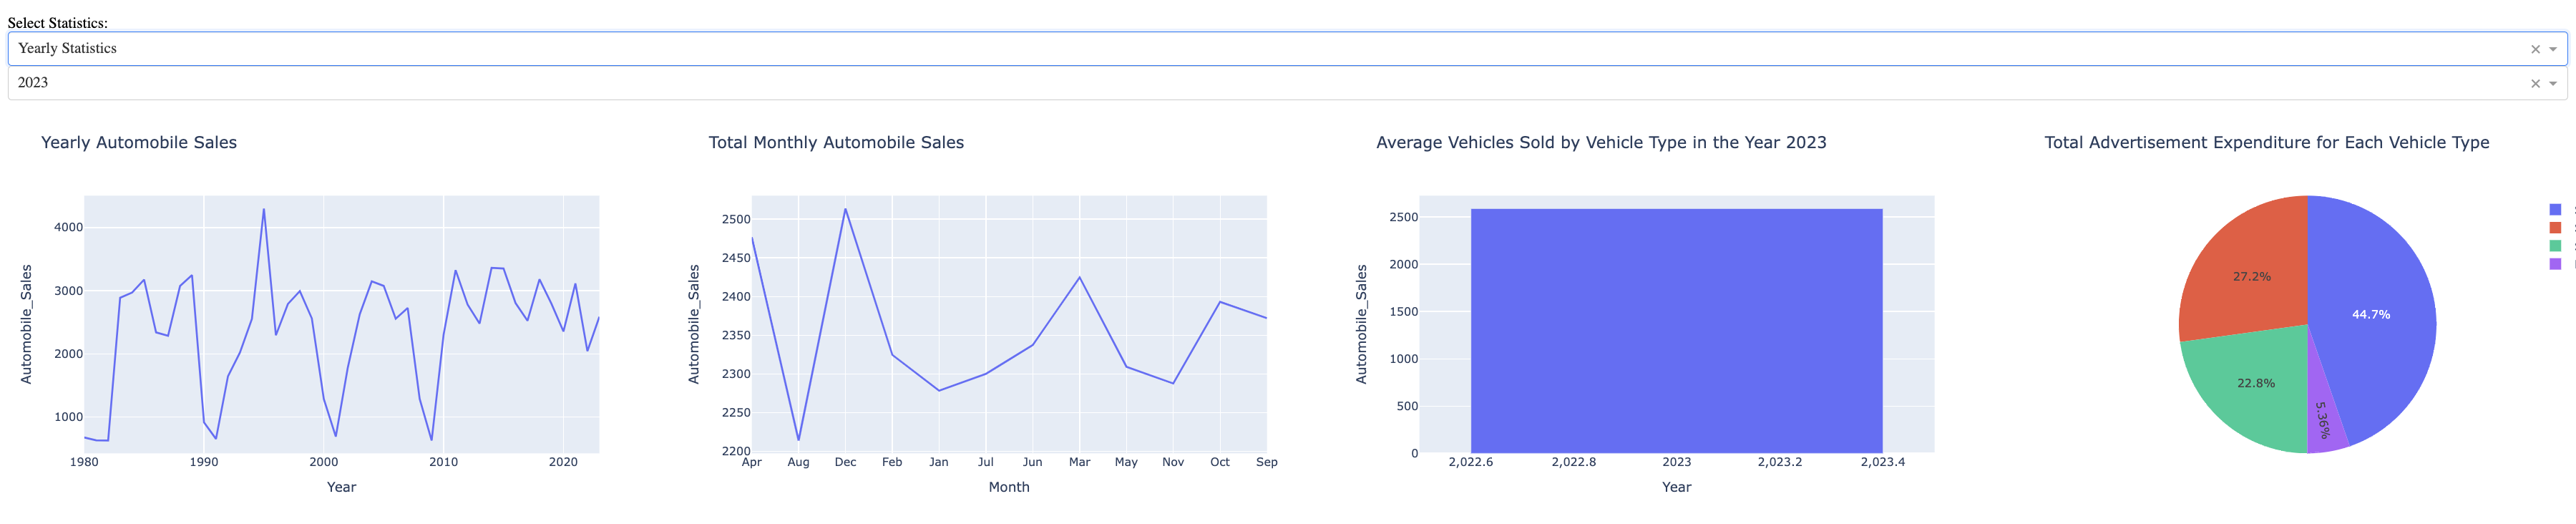 Select Statistics:
Yearly Statistics
2023
Yearly Automobile Sales
Automobile_Sales
4000
3000
2000
1000
1980 1990 2000 2010 2020
Year
Total Monthly Automobile Sales
Automobile_Sales
2500
2450
2400
2350
2300
2250
2200
Apr Aug Dec Feb Jan Jul Jun Mar May Nov Oct Sep
Month
Average Vehicles Sold by Vehicle Type in the Year 2023
Automobile_Sales
2500
2000
1500
1000
500
0
2,022.6 2,022.8 2023 2,023.2 2,023.4
Year
Total Advertisement Expenditure for Each Vehicle Type
27.2%
44.7%
22.8%
5.36%